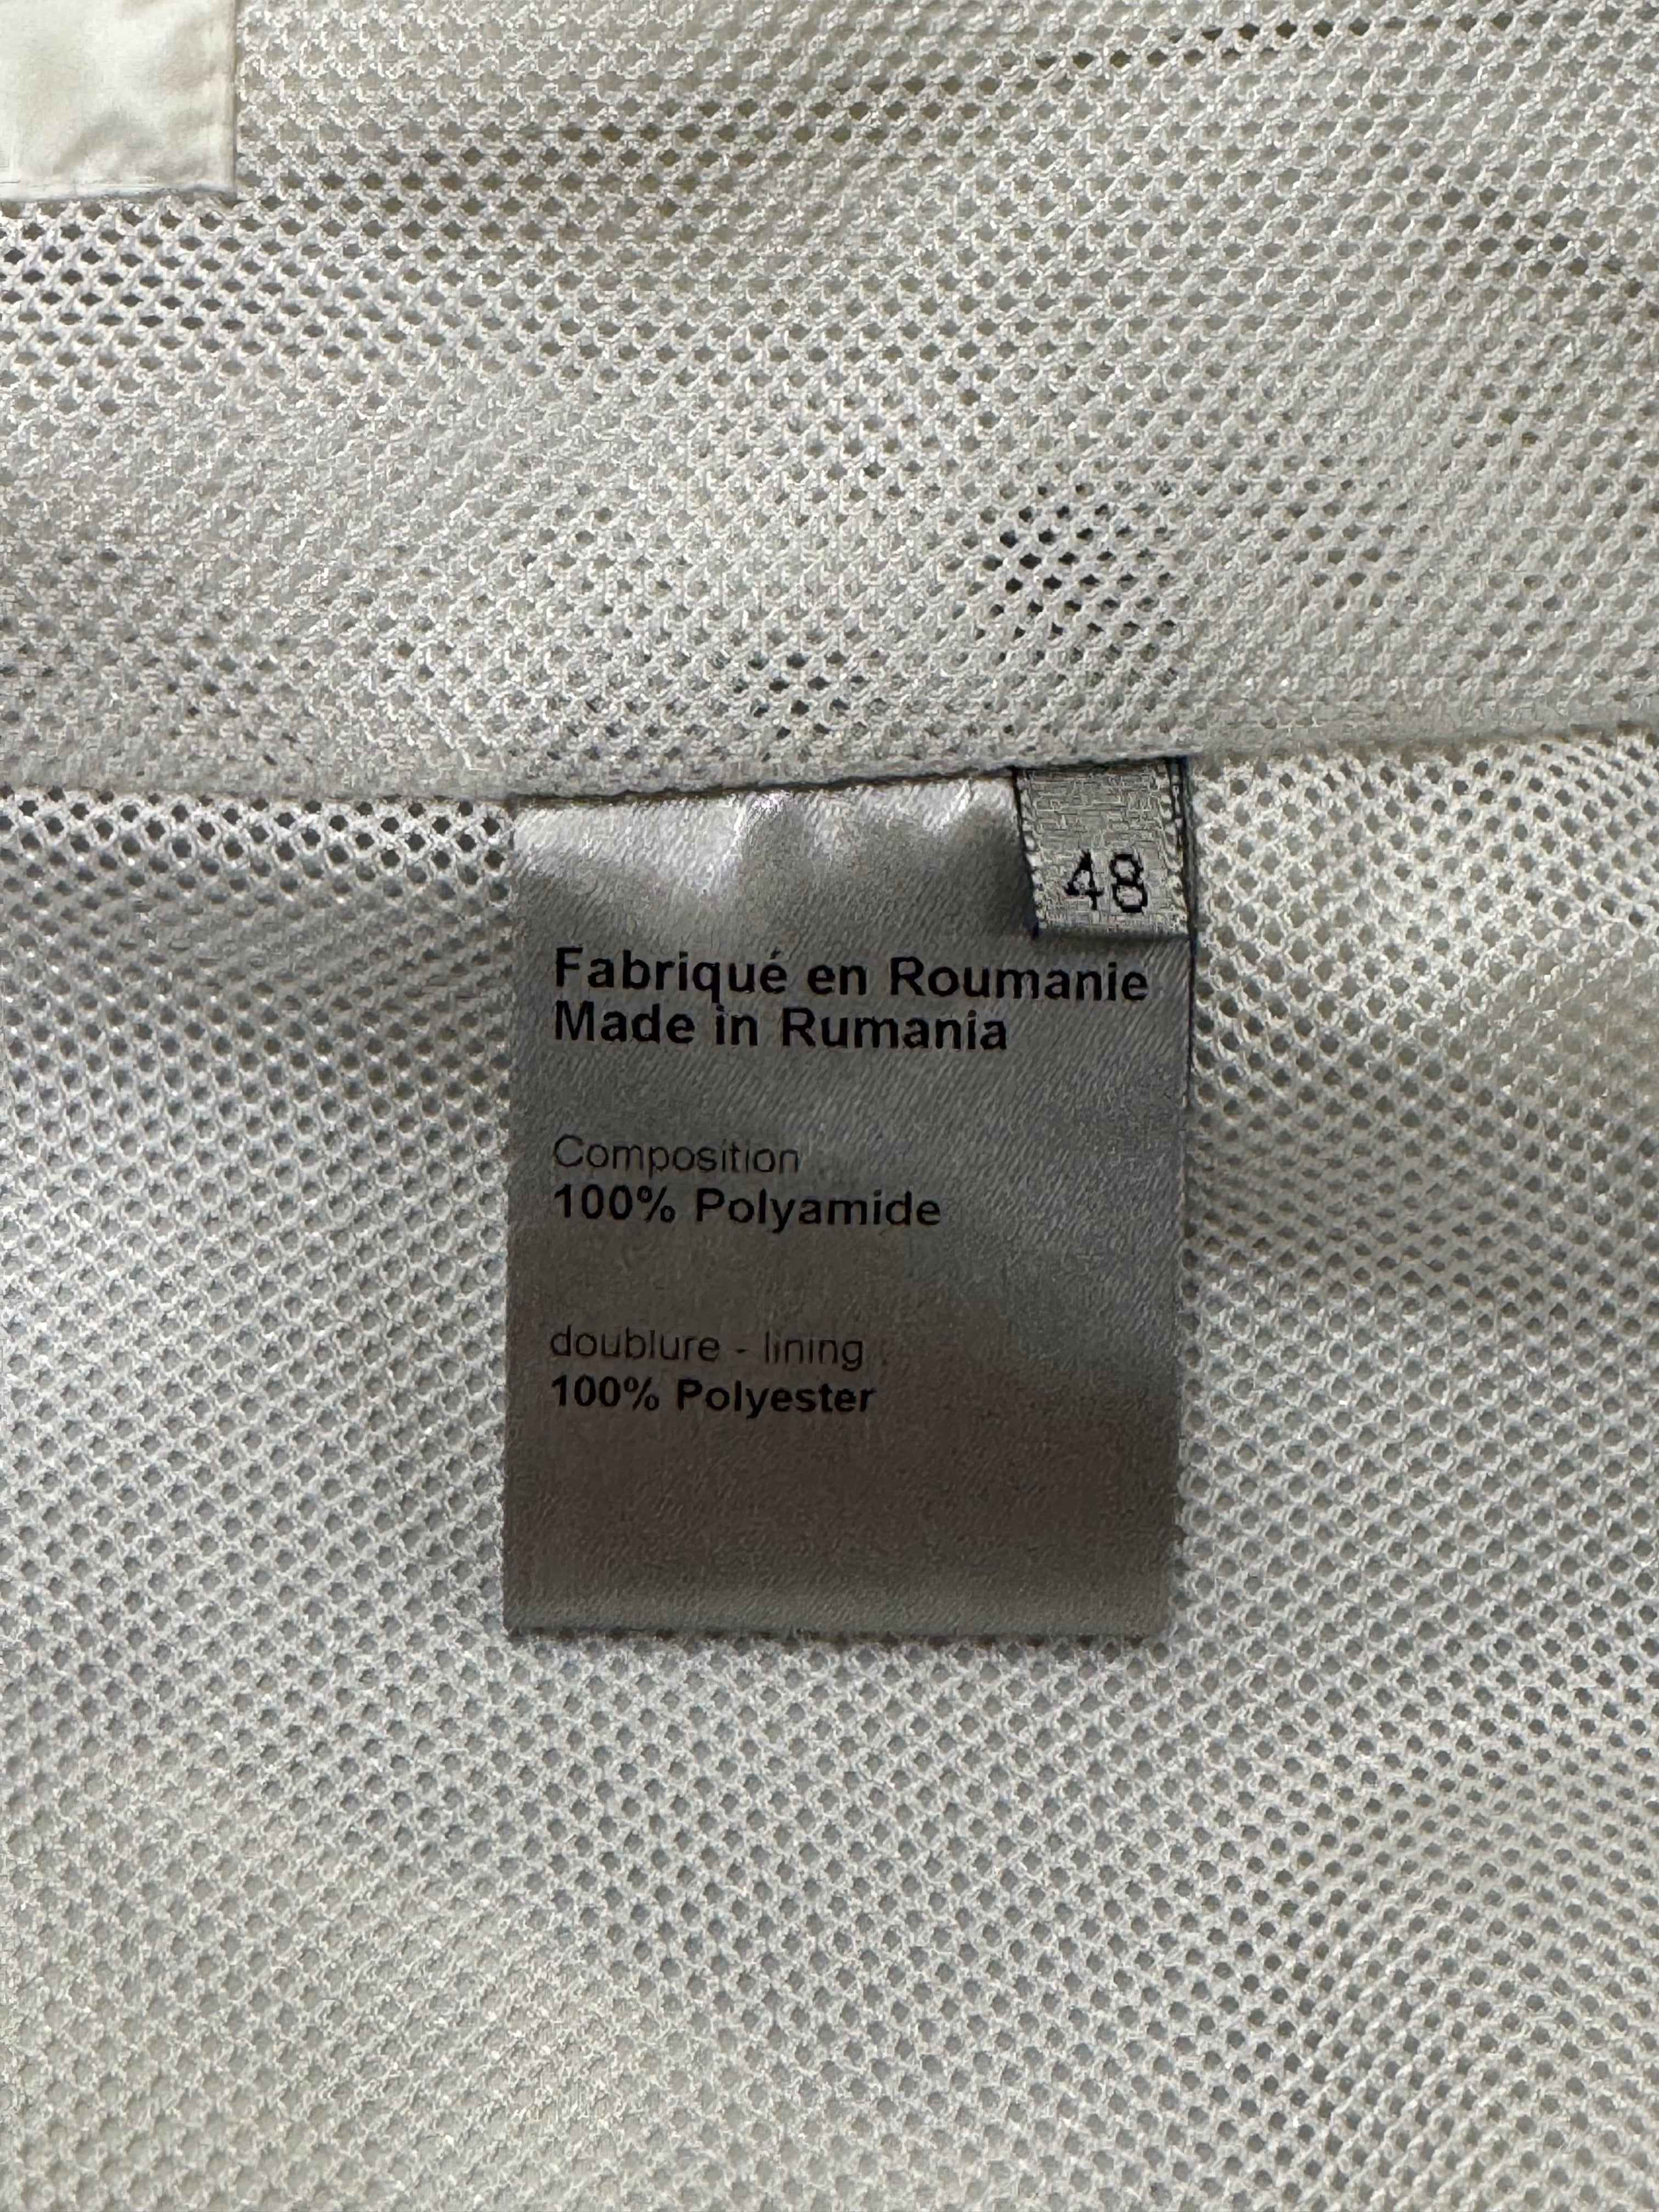 48
Fabriqué en Roumanie
Made in Rumania
Composition
100% Polyamide
doublure - lining
100% Polyester